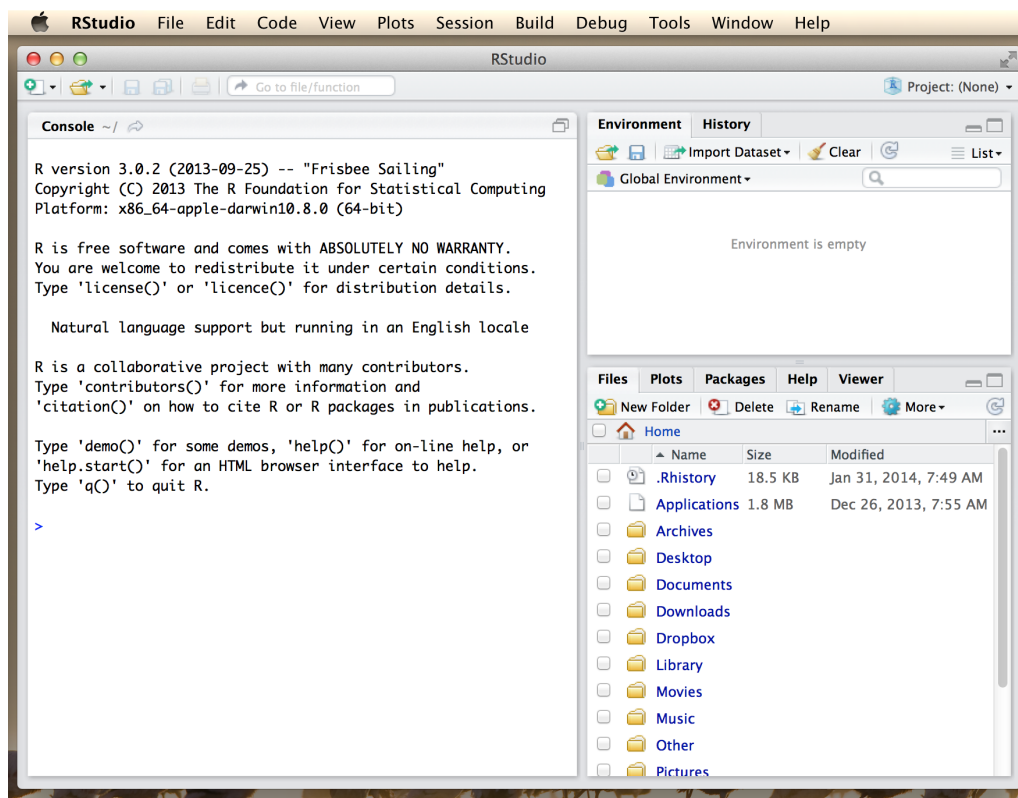 RStudio File Edit Code View Plots Session Build Debug Tools Window Help
RStudio
Go to file/function
Project: (None)
Console ~/
R version 3.0.2 (2013-09-25) -- "Frisbee Sailing"
Copyright (C) 2013 The R Foundation for Statistical Computing
Platform: x86_64-apple-darwin10.8.0 (64-bit)
R is free software and comes with ABSOLUTELY NO WARRANTY.
You are welcome to redistribute it under certain conditions.
Type 'license()' or 'licence()' for distribution details.
Natural language support but running in an English locale
R is a collaborative project with many contributors.
Type 'contributors()' for more information and
'citation()' on how to cite R or R packages in publications.
Type 'demo()' for some demos, 'help()' for on-line help, or
'help.start()' for an HTML browser interface to help.
Type 'q()' to quit R.
>
Environment History
Import Dataset Clear List
Global Environment
Environment is empty
Files Plots Packages Help Viewer
New Folder Delete Rename More
Home ...
Name Size Modified
.Rhistory 18.5 KB Jan 31, 2014, 7:49 AM
Applications 1.8 MB Dec 26, 2013, 7:55 AM
Archives
Desktop
Documents
Downloads
Dropbox
Library
Movies
Music
Other
Pictures